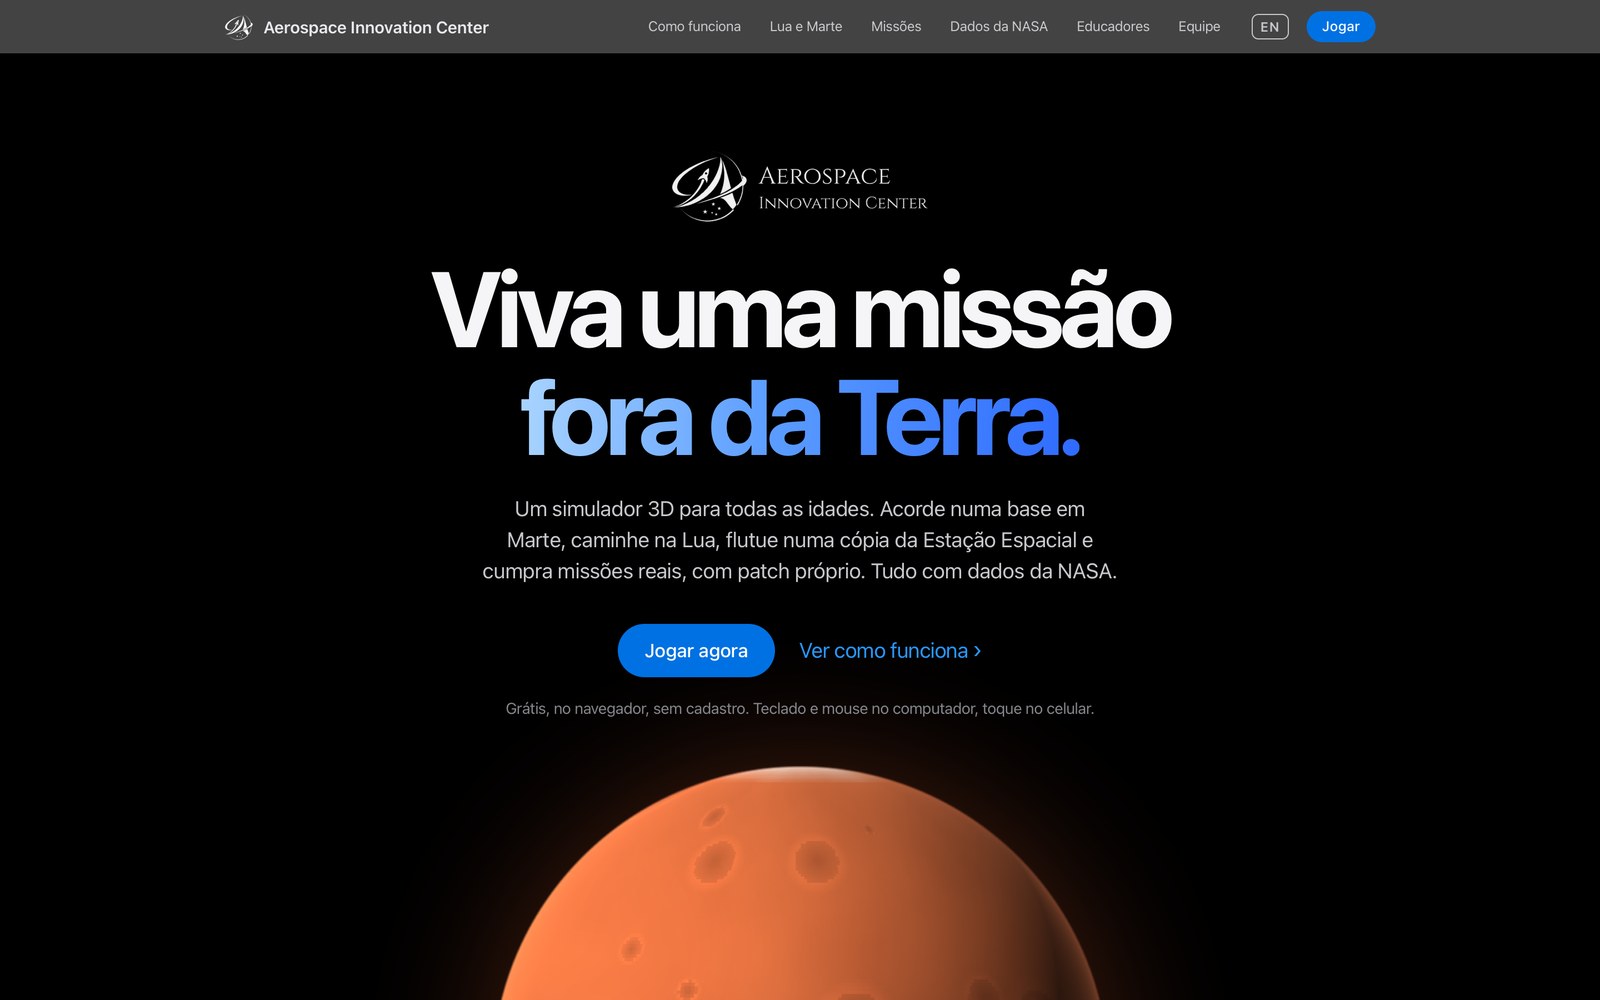 Aerospace Innovation Center
Como funciona
Lua e Marte
Missões
Dados da NASA
Educadores
Equipe
EN
Jogar
AEROSPACE
INNOVATION CENTER
Viva uma missão
fora da Terra.
Um simulador 3D para todas as idades. Acorde numa base em
Marte, caminhe na Lua, flutue numa cópia da Estação Espacial e
cumpra missões reais, com patch próprio. Tudo com dados da NASA.
Jogar agora
Ver como funciona ›
Grátis, no navegador, sem cadastro. Teclado e mouse no computador, toque no celular.